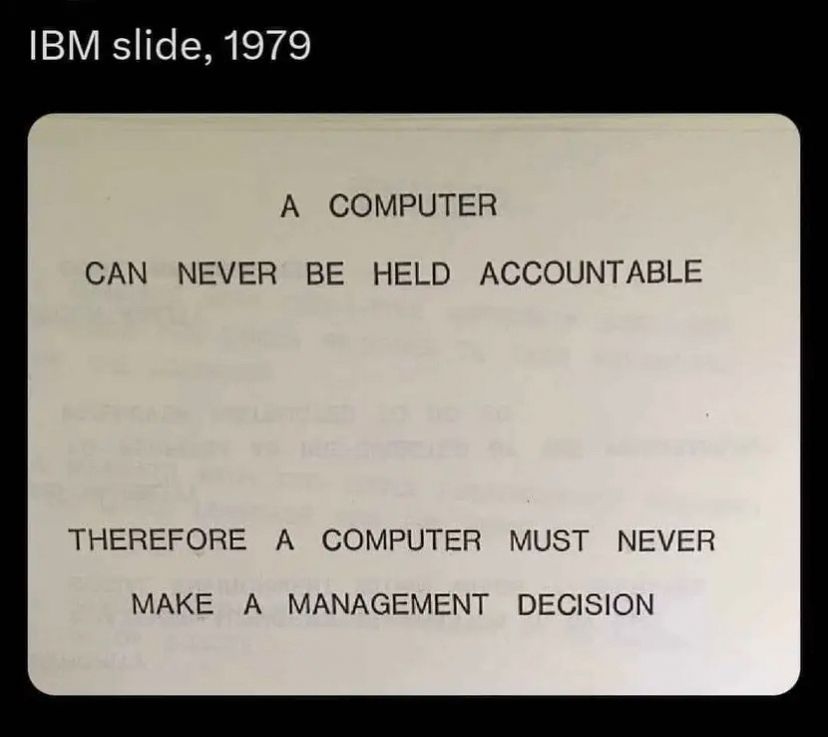 IBM slide, 1979
A COMPUTER
CAN NEVER BE HELD ACCOUNTABLE
THEREFORE A COMPUTER MUST NEVER
MAKE A MANAGEMENT DECISION